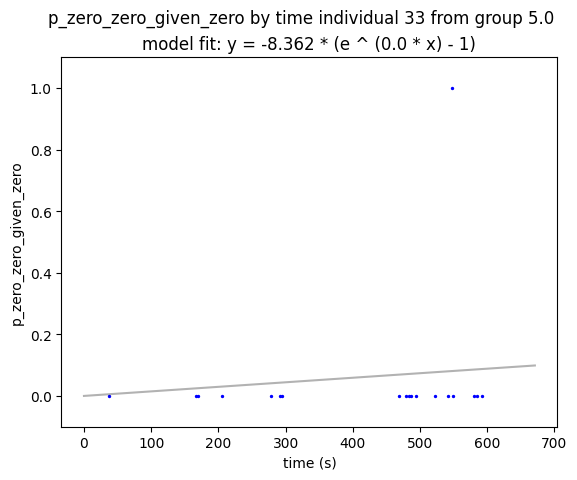 p_zero_zero_given_zero by time individual 33 from group 5.0
model fit: y = -8.362 * (e ^ (0.0 * x) - 1)
1.0
0.8
0.6
0.4
0.2
0.0
p_zero_zero_given_zero
0 100 200 300 400 500 600 700
time (s)